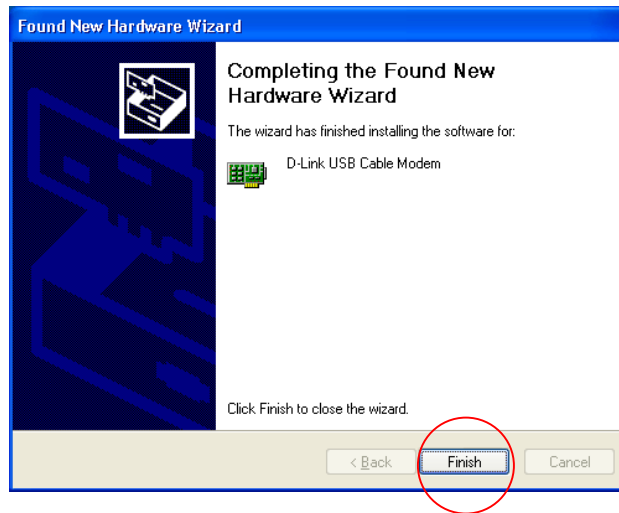 Found New Hardware Wizard
Completing the Found New
Hardware Wizard
The wizard has finished installing the software for:
D-Link USB Cable Modem
Click Finish to close the wizard.
< Back
Finish
Cancel